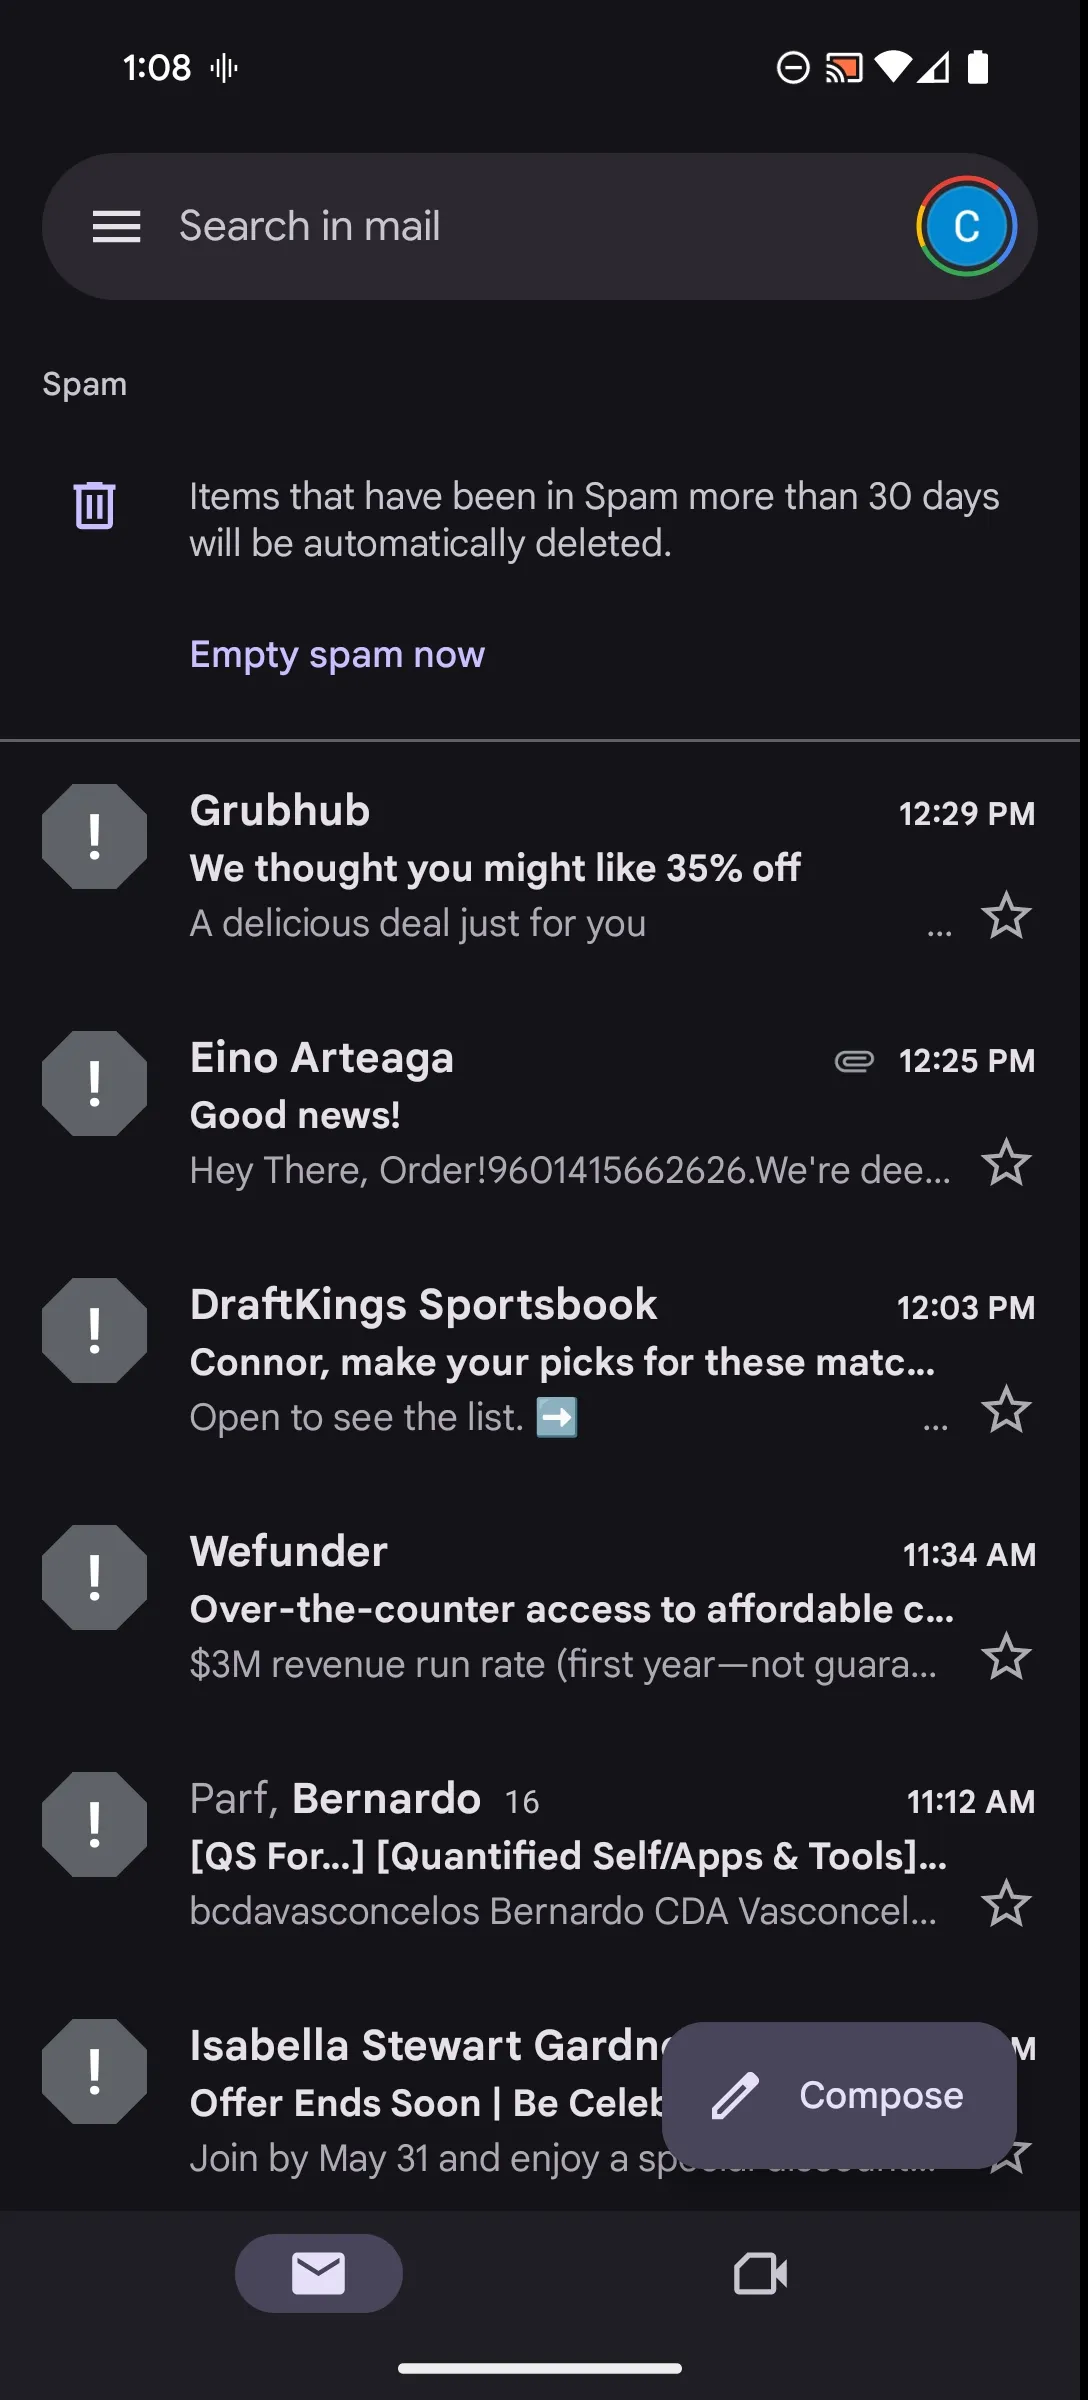 1:08
Search in mail
C
Spam
Items that have been in Spam more than 30 days
will be automatically deleted.
Empty spam now
Grubhub 12:29 PM
We thought you might like 35% off
A delicious deal just for you ...
Eino Arteaga 12:25 PM
Good news!
Hey There, Order!9601415662626.We're dee...
DraftKings Sportsbook 12:03 PM
Connor, make your picks for these matc...
Open to see the list. ➡️ ...
Wefunder 11:34 AM
Over-the-counter access to affordable c...
$3M revenue run rate (first year—not guara...
Parf, Bernardo 16 11:12 AM
[QS For...] [Quantified Self/Apps & Tools]...
bcdavasconcelos Bernardo CDA Vasconcel...
Isabella Stewart Gardn
Offer Ends Soon | Be Celeb
Join by May 31 and enjoy a special discount...
Compose